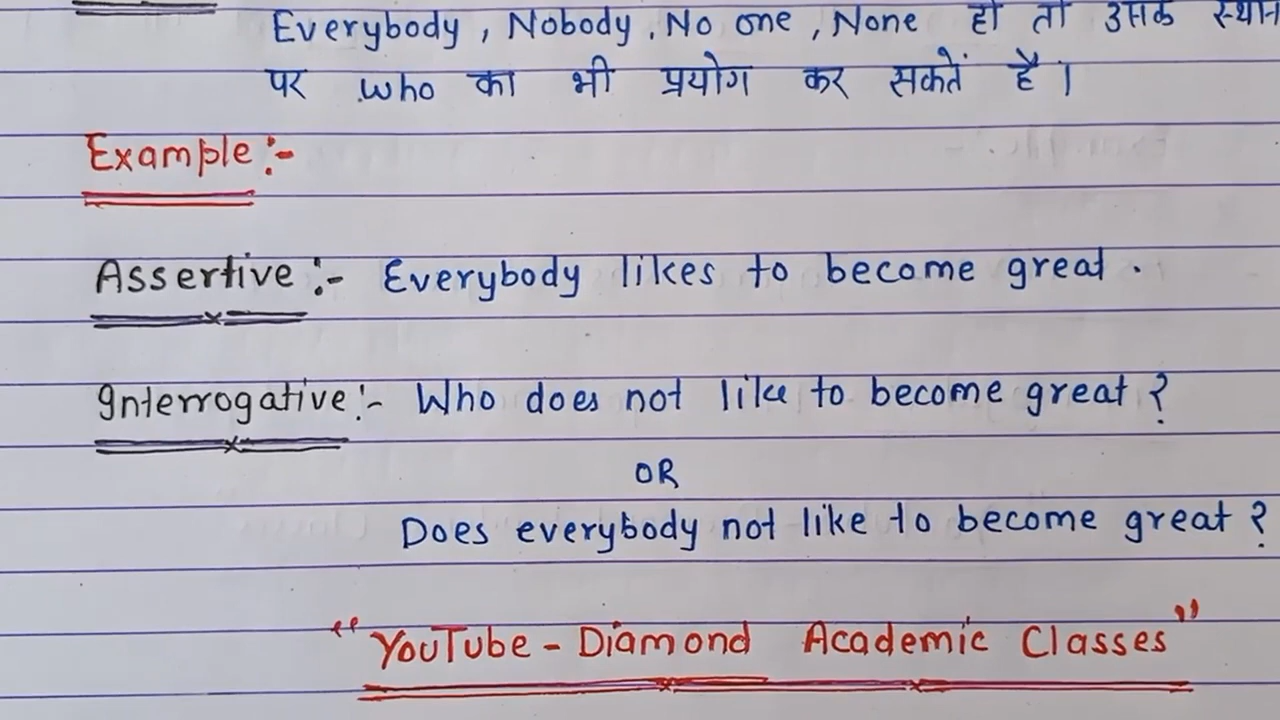 Everybody, Nobody, No one, None हो तो उसके स्थान
पर who का भी प्रयोग कर सकतें है।
Example:-
Assertive:- Everybody likes to become great.
Interrogative:- Who does not like to become great?
OR
Does everybody not like to become great?
"YouTube - Diamond Academic Classes"